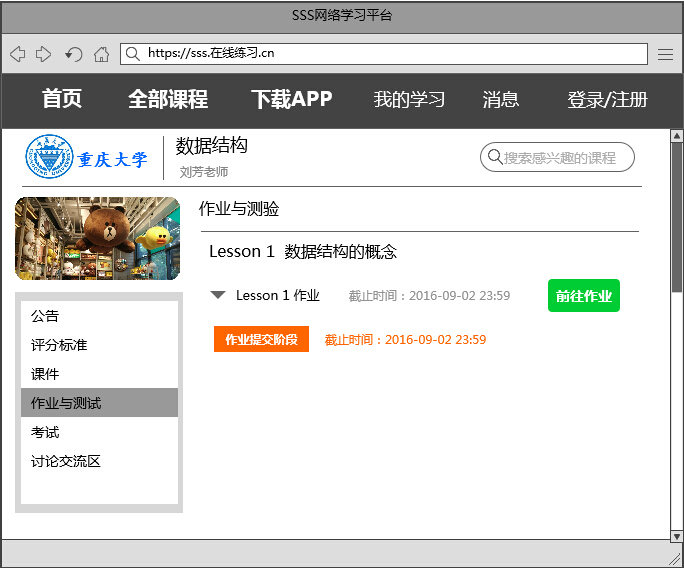 SSS网络学习平台
https://sss.在线练习.cn
首页 全部课程 下载APP 我的学习 消息 登录/注册
重庆大学 数据结构
刘芳老师
搜索感兴趣的课程
作业与测验
Lesson 1 数据结构的概念
Lesson 1 作业 截止时间：2016-09-02 23:59 前往作业
作业提交阶段 截止时间：2016-09-02 23:59
公告
评分标准
课件
作业与测试
考试
讨论交流区